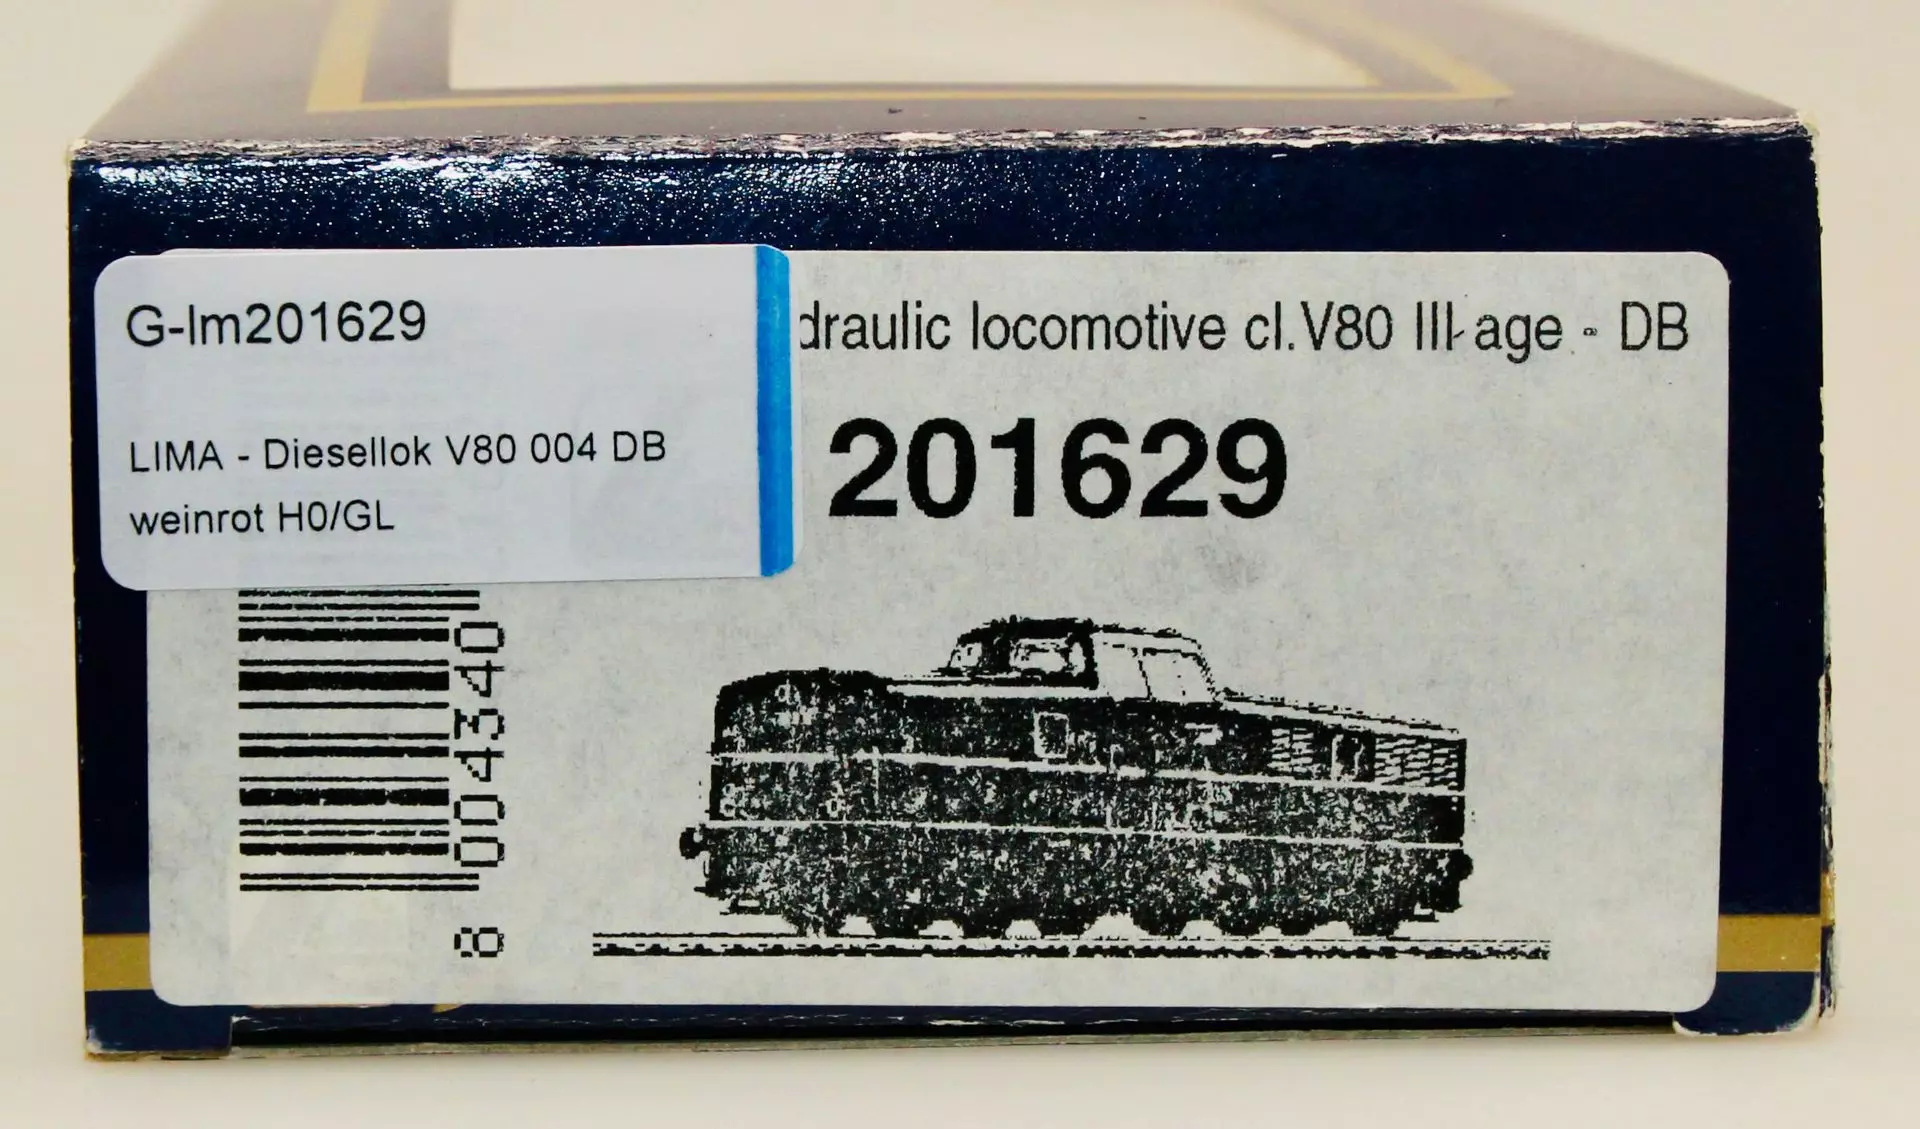 G-lm201629
LIMA - Diesellok V80 004 DB
weinrot H0/GL
draulic locomotive cl.V80 III-age - DB
201629
8 004340